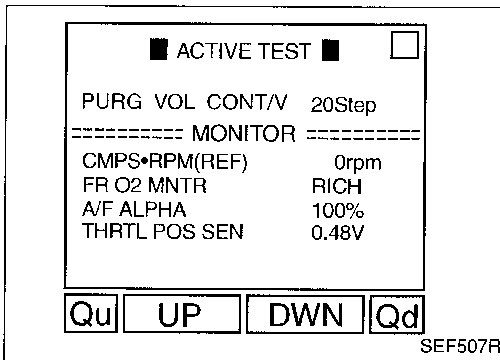 ■ ACTIVE TEST ■
PURG VOL CONT/V 20Step
========== MONITOR ==========
CMPS•RPM(REF) 0rpm
FR O2 MNTR RICH
A/F ALPHA 100%
THRTL POS SEN 0.48V
Qu UP DWN Qd
SEF507R